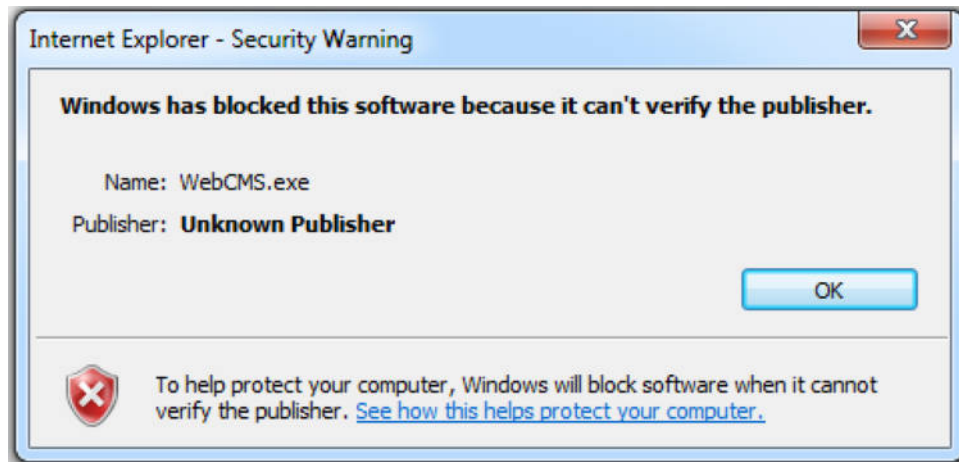 Internet Explorer - Security Warning
Windows has blocked this software because it can't verify the publisher.
Name: WebCMS.exe
Publisher: Unknown Publisher
OK
To help protect your computer, Windows will block software when it cannot
verify the publisher. See how this helps protect your computer.